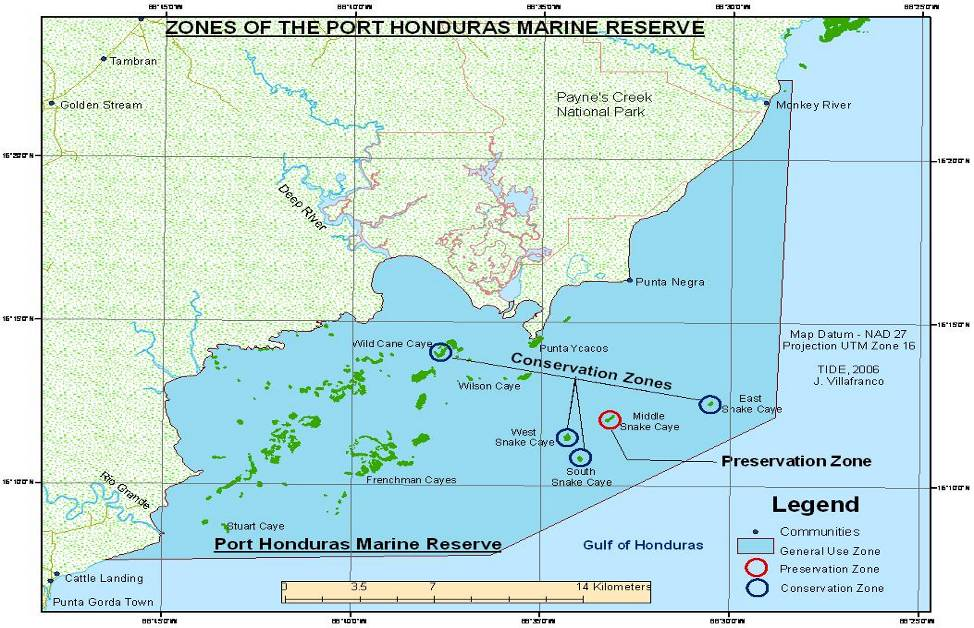 ZONES OF THE PORT HONDURAS MARINE RESERVE
Tambran
Golden Stream
Payne's Creek
National Park
Monkey River
Deep River
Punta Negra
Map Datum - NAD 27
Projection UTM Zone 16
TIDE, 2006
J. Villafranco
Wild Cane Caye
Punta Ycacos
Conservation Zones
Wilson Caye
East
Snake Caye
Middle
Snake Caye
West
Snake Caye
South
Snake Caye
Preservation Zone
Frenchman Cayes
Rio Grande
Stuart Caye
Port Honduras Marine Reserve
Gulf of Honduras
Legend
Communities
General Use Zone
Preservation Zone
Conservation Zone
Cattle Landing
Punta Gorda Town
0 3.5 7 14 Kilometers